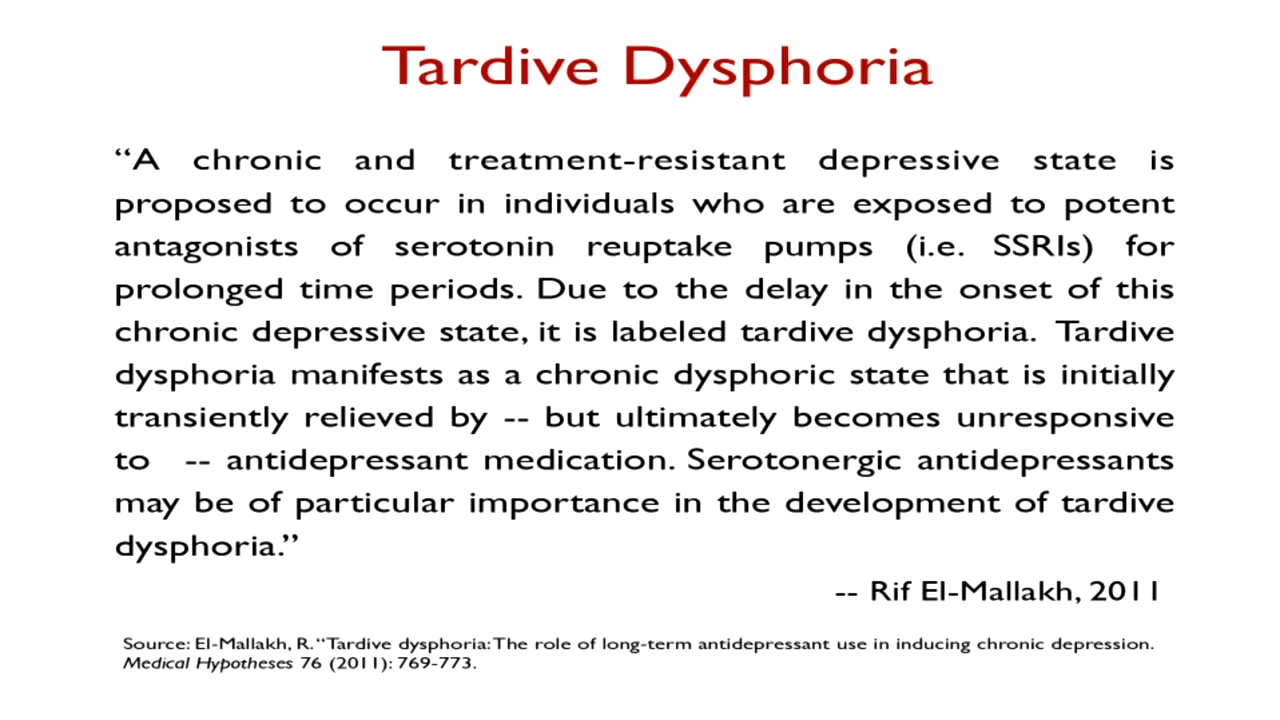 Tardive Dysphoria
“A chronic and treatment-resistant depressive state is
proposed to occur in individuals who are exposed to potent
antagonists of serotonin reuptake pumps (i.e. SSRIs) for
prolonged time periods. Due to the delay in the onset of this
chronic depressive state, it is labeled tardive dysphoria. Tardive
dysphoria manifests as a chronic dysphoric state that is initially
transiently relieved by -- but ultimately becomes unresponsive
to -- antidepressant medication. Serotonergic antidepressants
may be of particular importance in the development of tardive
dysphoria.”
-- Rif El-Mallakh, 2011
Source: El-Mallakh, R. “Tardive dysphoria: The role of long-term antidepressant use in inducing chronic depression.
Medical Hypotheses 76 (2011): 769-773.